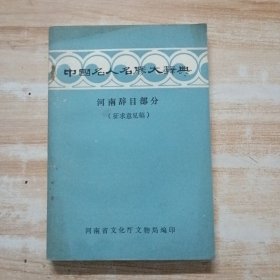 中国名人名胜大辞典
河南辞目部分
（征求意见稿）
河南省文化厅文物局编印